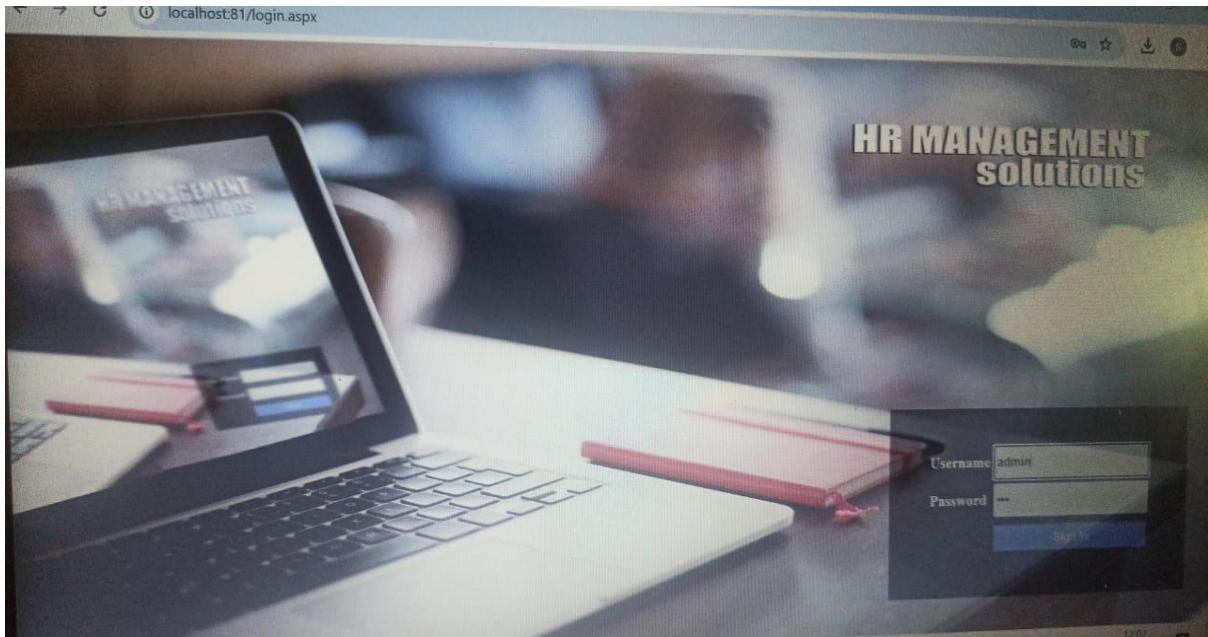 localhost:81/login.aspx
HR MANAGEMENT
solutions
HR MANAGEMENT
solutions
Username admin
Password
Sign In